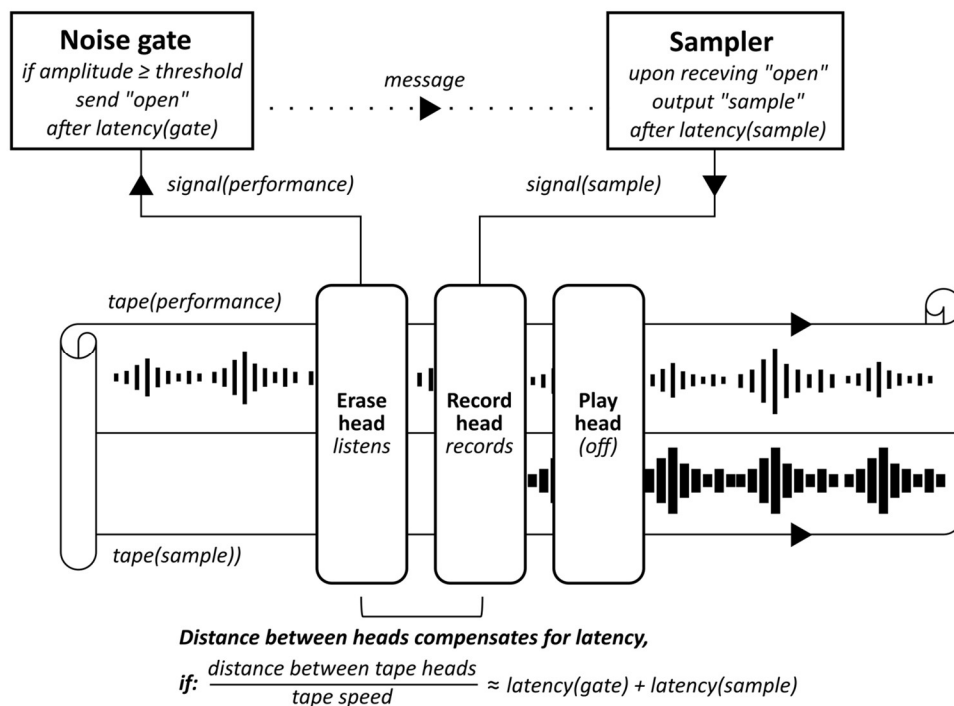 Noise gate
if amplitude ≥ threshold
send "open"
after latency(gate)
message
Sampler
upon receving "open"
output "sample"
after latency(sample)
signal(performance)
signal(sample)
tape(performance)
Erase
head
listens
Record
head
records
Play
head
(off)
tape(sample))
Distance between heads compensates for latency,
if: distance between tape heads
tape speed
≈ latency(gate) + latency(sample)